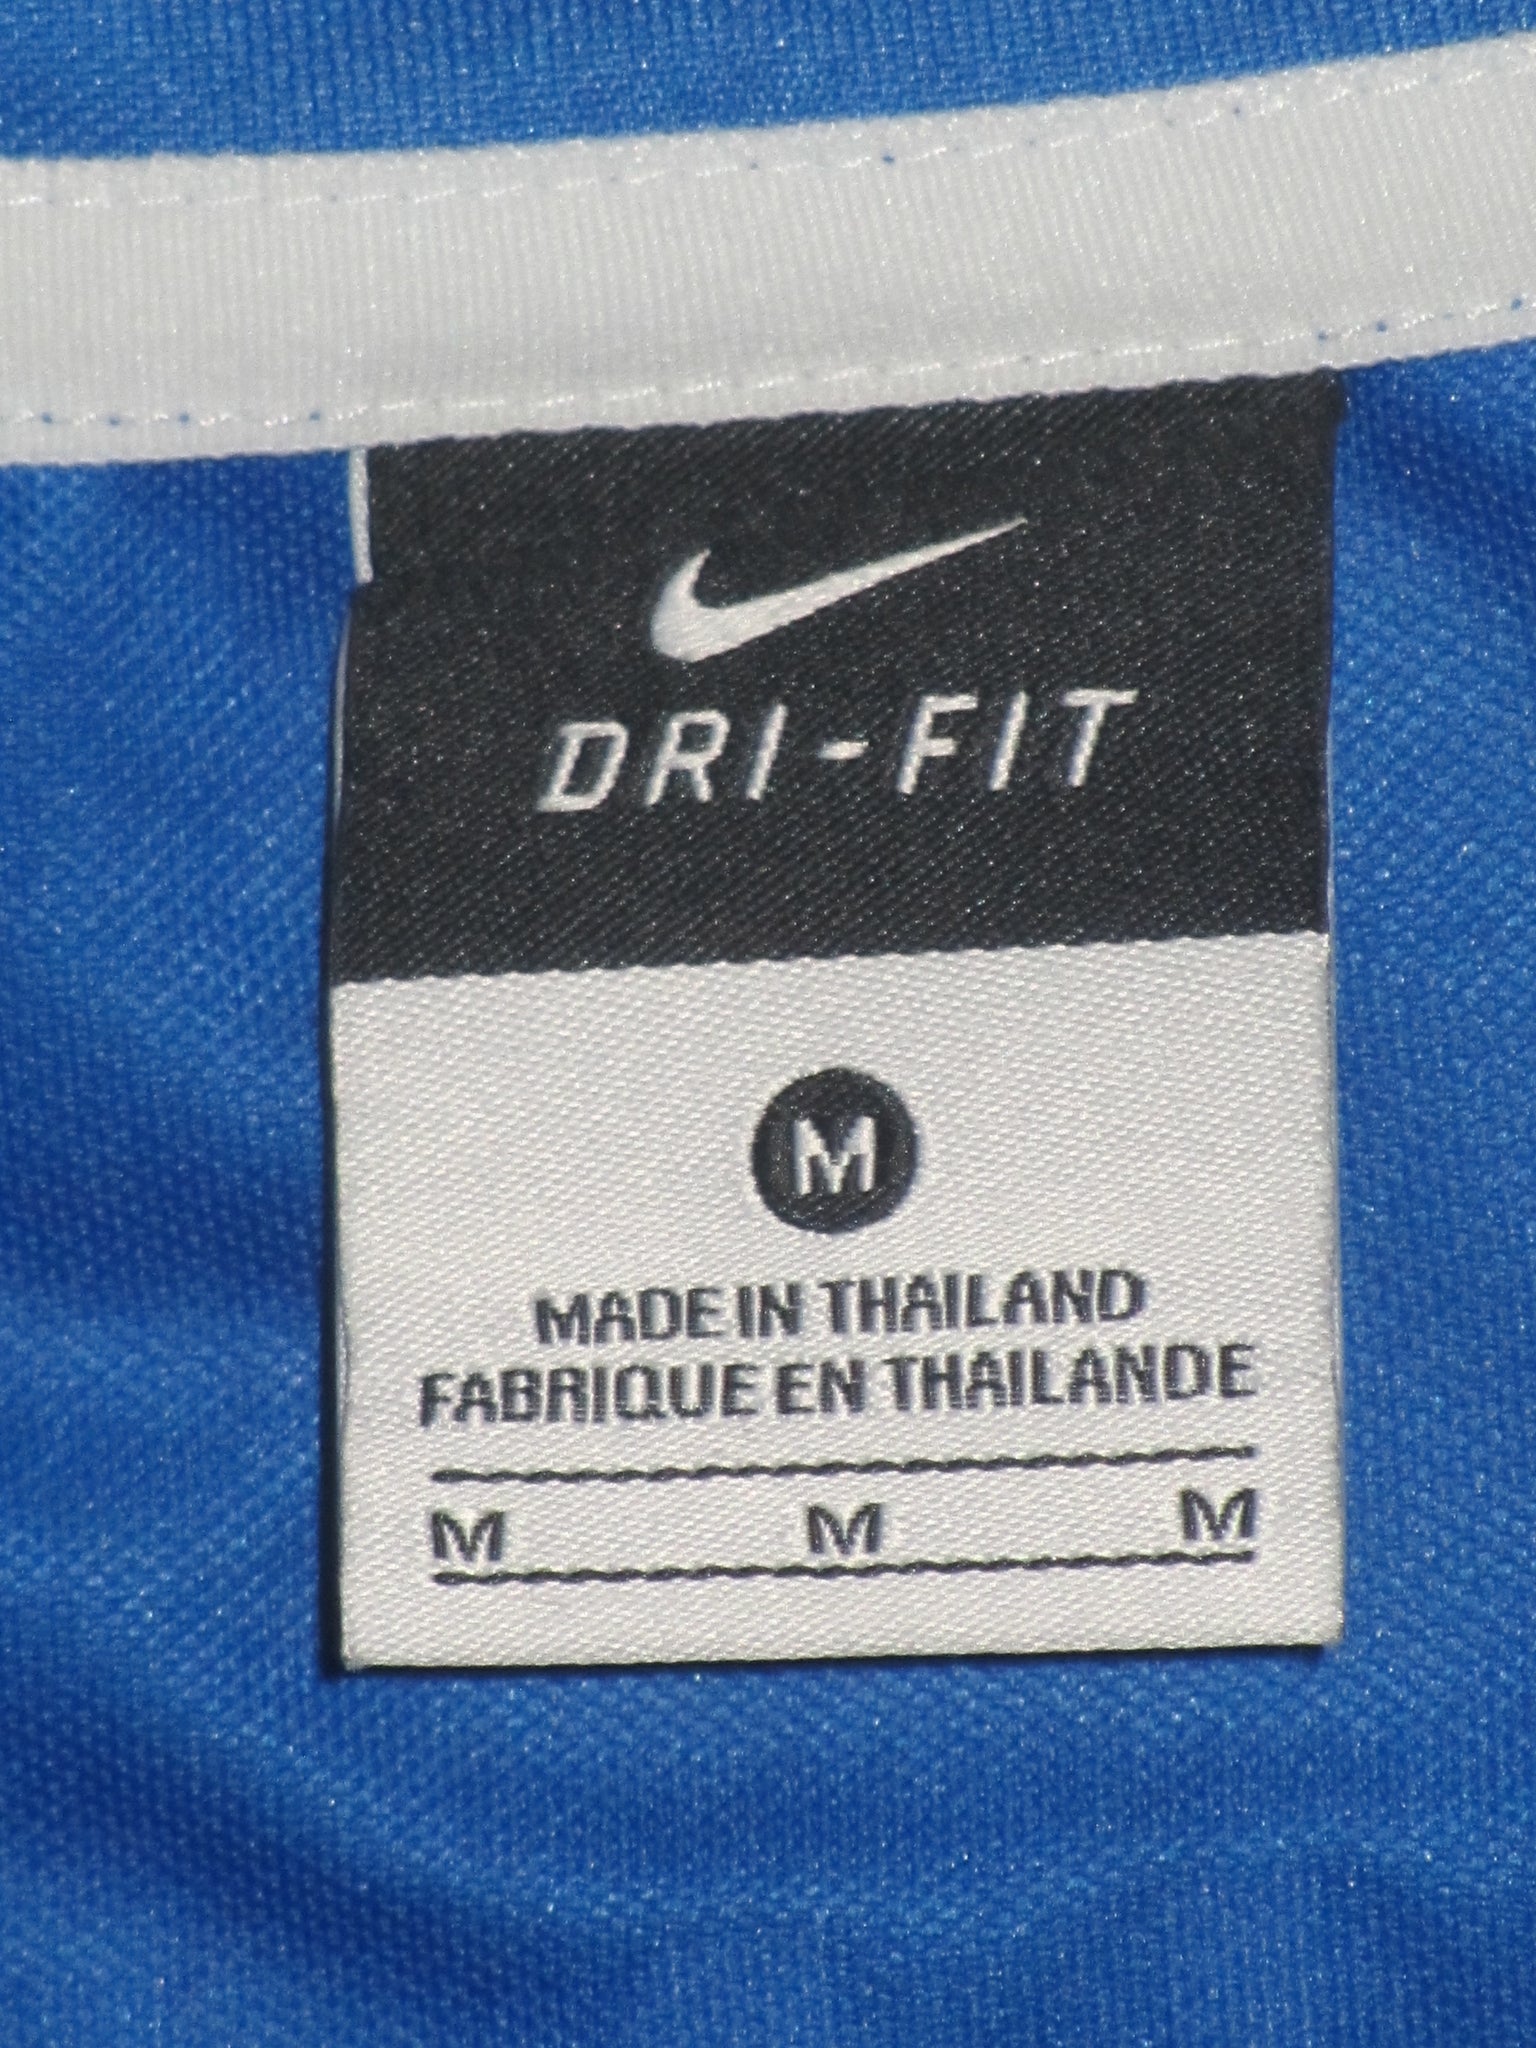 DRI-FIT
M
MADE IN THAILAND
FABRIQUE EN THAILANDE
M M M